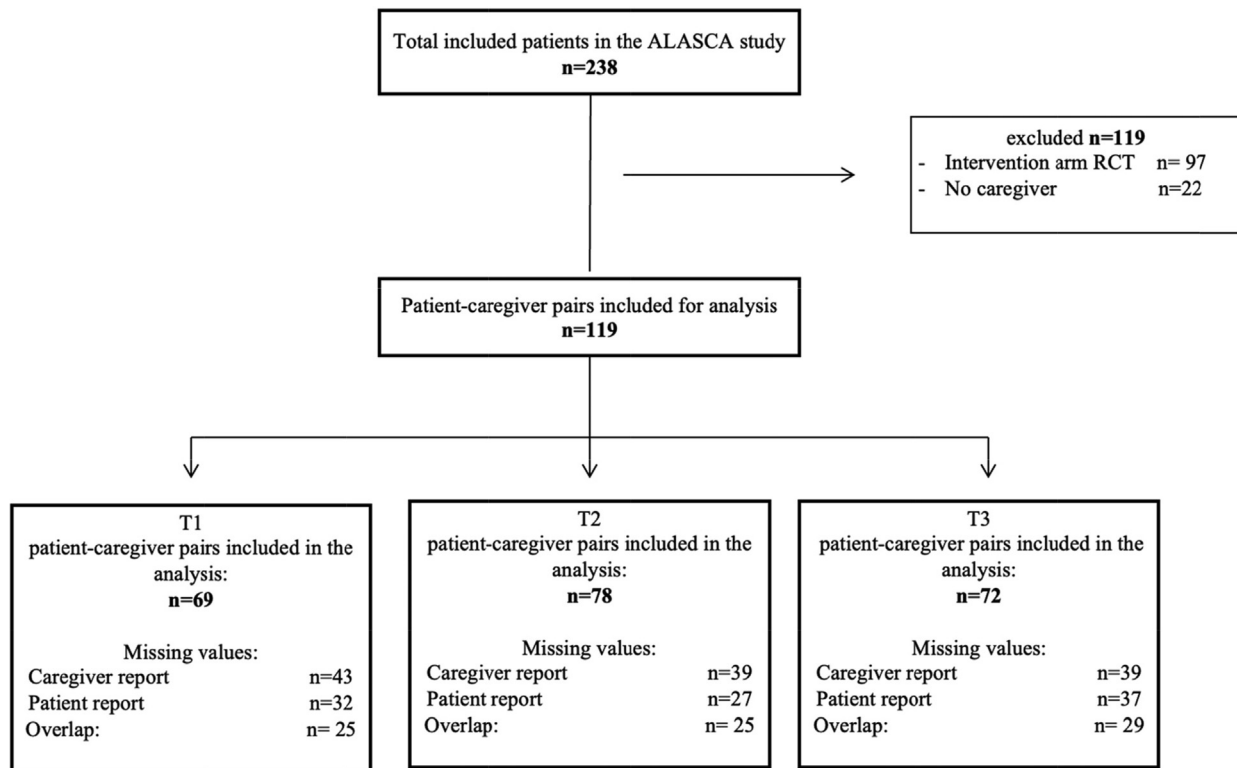 Total included patients in the ALASCA study
n=238
excluded n=119
- Intervention arm RCT n= 97
- No caregiver n=22
Patient-caregiver pairs included for analysis
n=119
T1
patient-caregiver pairs included in the
analysis:
n=69
Missing values:
Caregiver report n=43
Patient report n=32
Overlap: n= 25
T2
patient-caregiver pairs included in the
analysis:
n=78
Missing values:
Caregiver report n=39
Patient report n=27
Overlap: n= 25
T3
patient-caregiver pairs included in the
analysis:
n=72
Missing values:
Caregiver report n=39
Patient report n=37
Overlap: n= 29